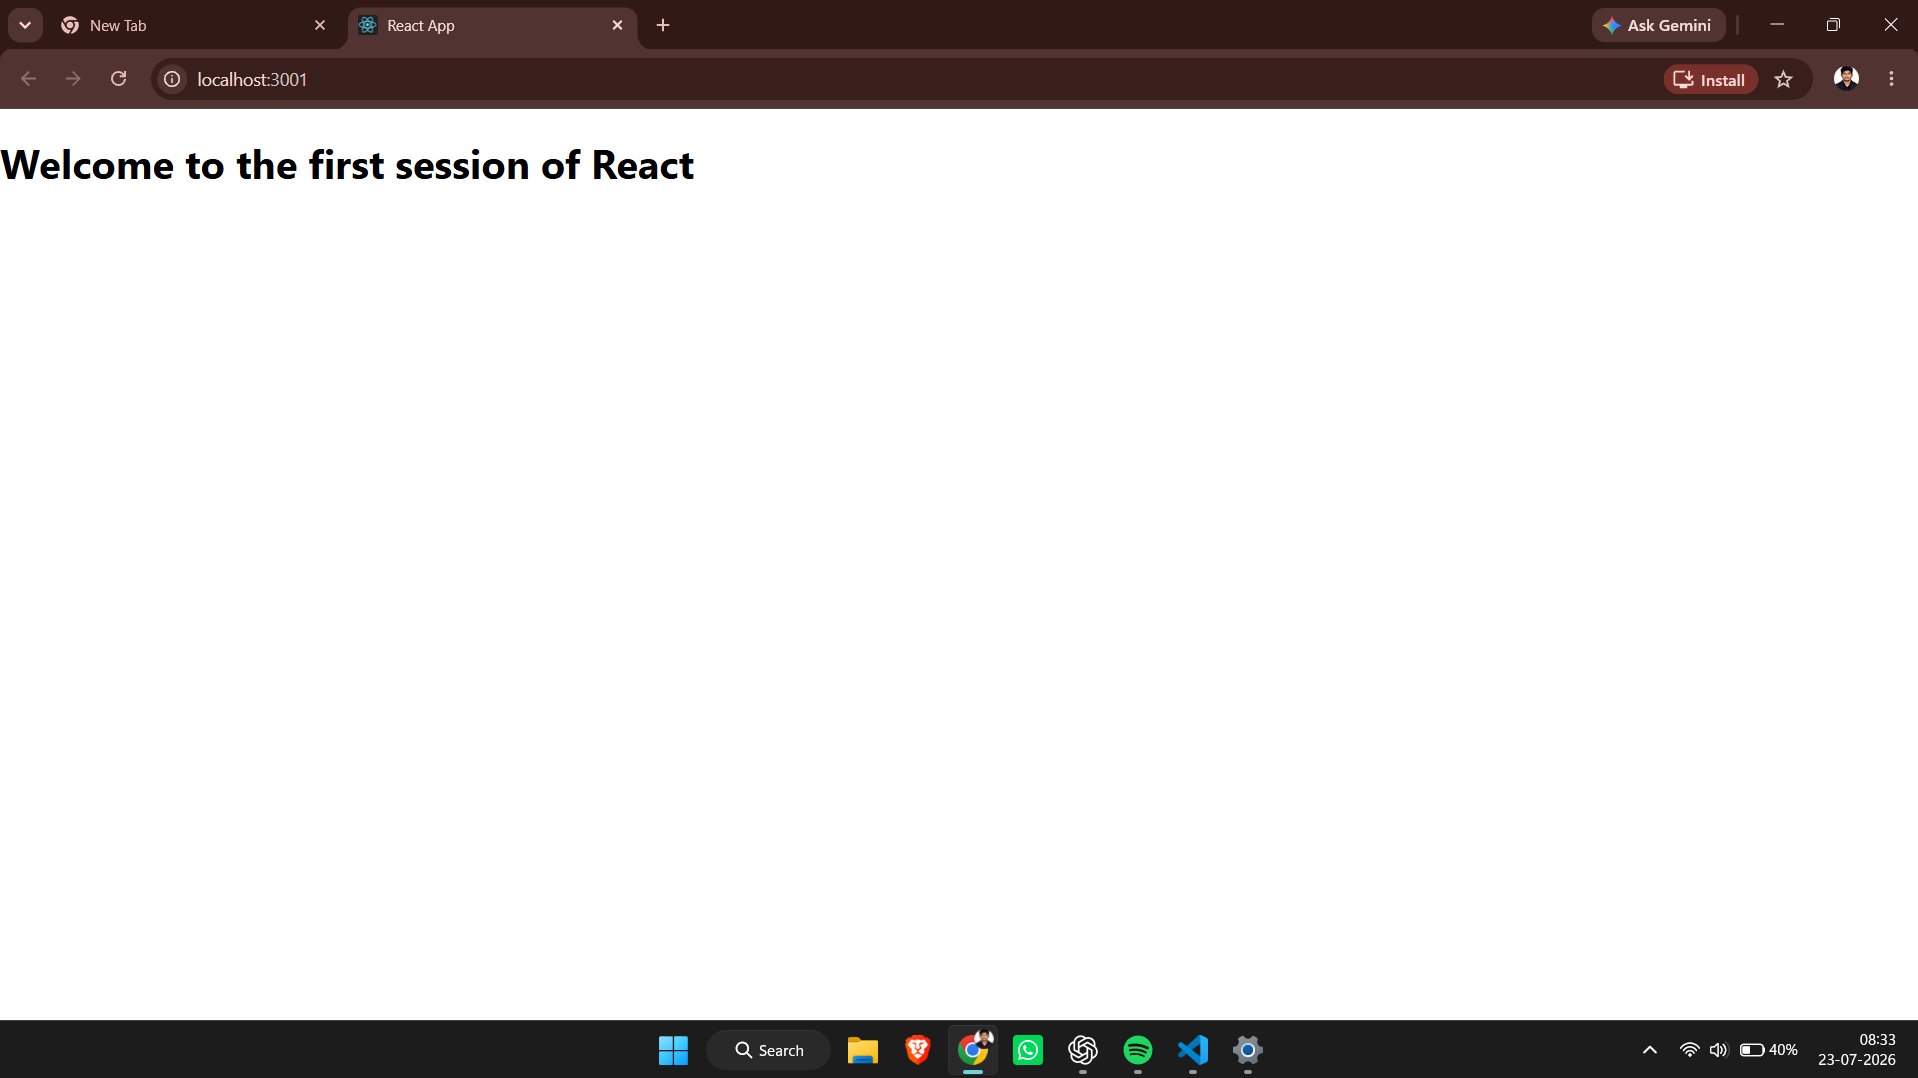 New Tab
React App
Ask Gemini
localhost:3001
Install
Welcome to the first session of React
Search
40%
08:33
23-07-2026